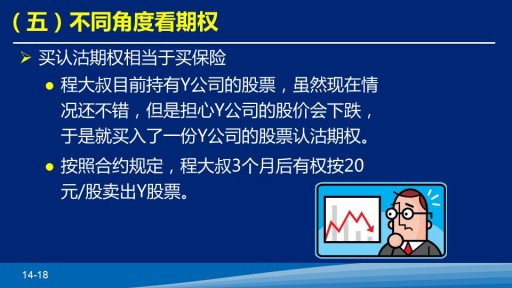 （五）不同角度看期权
买认沽期权相当于买保险
程大叔目前持有Y公司的股票，虽然现在情
况还不错，但是担心Y公司的股价会下跌，
于是就买入了一份Y公司的股票认沽期权。
按照合约规定，程大叔3个月后有权按20
元/股卖出Y股票。
14-18